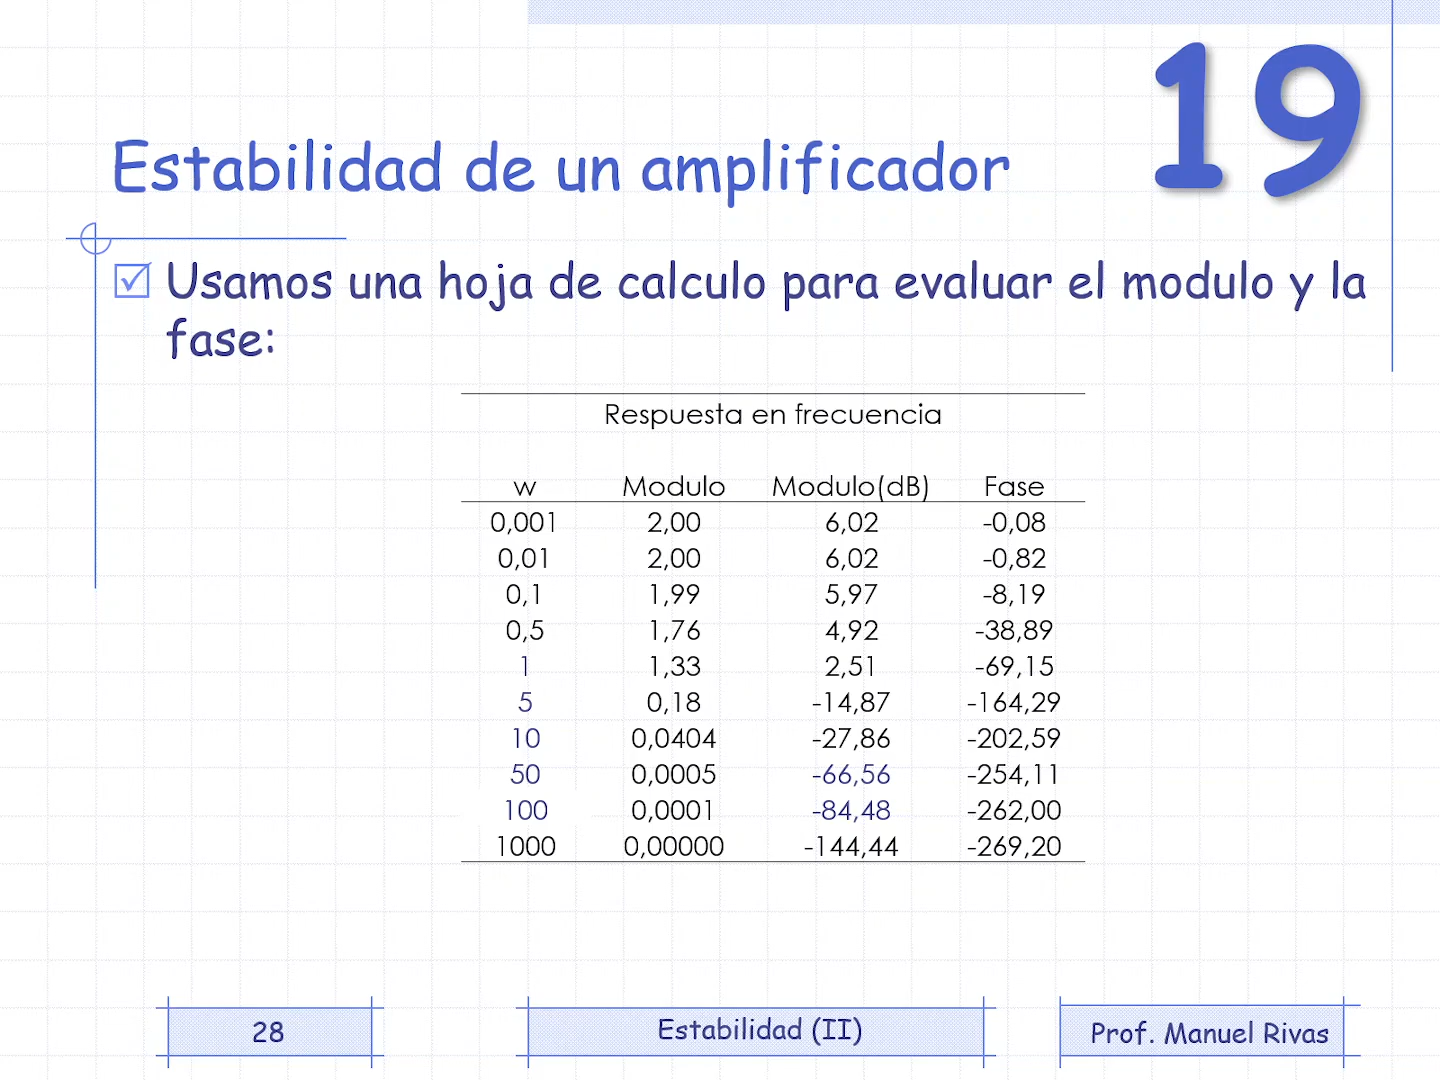 19
Estabilidad de un amplificador
Usamos una hoja de calculo para evaluar el modulo y la
fase:
Respuesta en frecuencia
w Modulo Modulo(dB) Fase
0,001 2,00 6,02 -0,08
0,01 2,00 6,02 -0,82
0,1 1,99 5,97 -8,19
0,5 1,76 4,92 -38,89
1 1,33 2,51 -69,15
5 0,18 -14,87 -164,29
10 0,0404 -27,86 -202,59
50 0,0005 -66,56 -254,11
100 0,0001 -84,48 -262,00
1000 0,00000 -144,44 -269,20
28 Estabilidad (II) Prof. Manuel Rivas